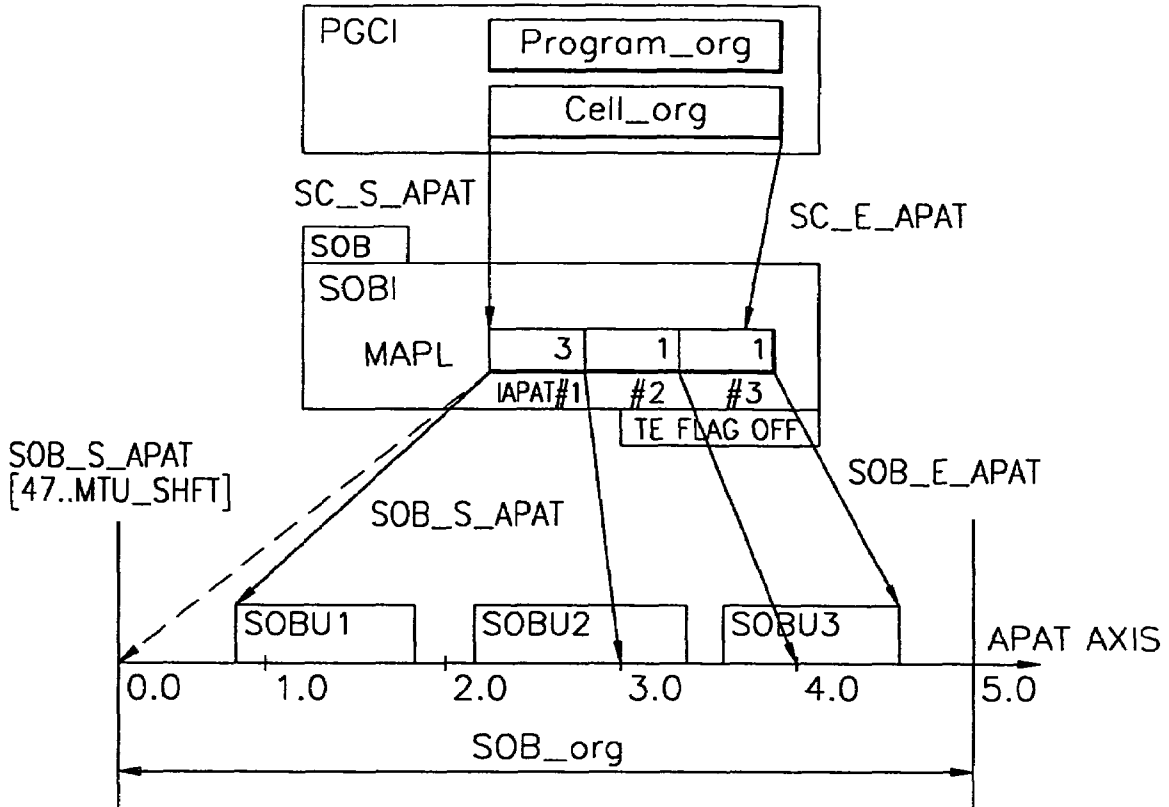 PGCI
Program_org
Cell_org
SC_S_APAT
SC_E_APAT
SOB
SOBI
MAPL
3 1 1
IAPAT#1 #2 #3
TE FLAG OFF
SOB_S_APAT
[47..MTU_SHFT]
SOB_S_APAT
SOB_E_APAT
SOBU1 SOBU2 SOBU3
APAT AXIS
0.0 1.0 2.0 3.0 4.0 5.0
SOB_org